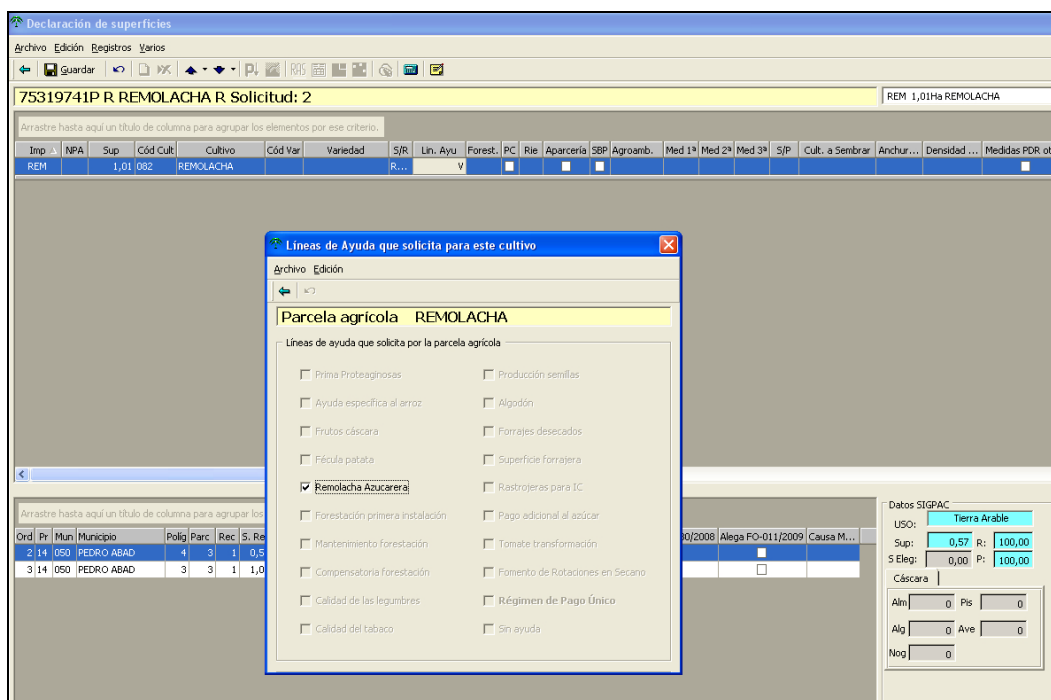 Declaración de superficies
Archivo Edición Registros Varios
Guardar
75319741P R REMOLACHA R Solicitud: 2
REM 1,01Ha REMOLACHA
Arrastre hasta aquí un título de columna para agrupar los elementos por ese criterio.
Imp NPA Sup Cód Cult Cultivo Cód Var Variedad S/R Lin. Ayu Forest. PC Rie Aparcería SBP Agroamb. Med 1ª Med 2ª Med 3ª S/P Cult. a Sembrar Anchur... Densidad ... Medidas PDR ot
REM 1,01 082 REMOLACHA R... V
Líneas de Ayuda que solicita para este cultivo
Archivo Edición
Parcela agrícola REMOLACHA
Líneas de ayuda que solicita por la parcela agrícola
Prima Proteaginosas Producción semillas
Ayuda específica al arroz Algodón
Frutos cáscara Forrajes desecados
Fécula patata Superficie forrajera
Remolacha Azucarera Rastrojeras para IC
Forestación primera instalación Pago adicional al azúcar
Mantenimiento forestación Tomate transformación
Compensatoria forestación Fomento de Rotaciones en Secano
Calidad de las legumbres Régimen de Pago Único
Calidad del tabaco Sin ayuda
Arrastre hasta aquí un título de columna para agrupar los
Ord Pr Mun Municipio Políg Parc Rec S. Re 0/2008 Alega FO-011/2009 Causa M...
2 14 050 PEDRO ABAD 4 3 1 0,5
3 14 050 PEDRO ABAD 3 3 1 1,0
Datos SIGPAC
USO: Tierra Arable
Sup: 0,57 R: 100,00
S Eleg: 0,00 P: 100,00
Cáscara
Alm 0 Pis 0
Alg 0 Ave 0
Nog 0